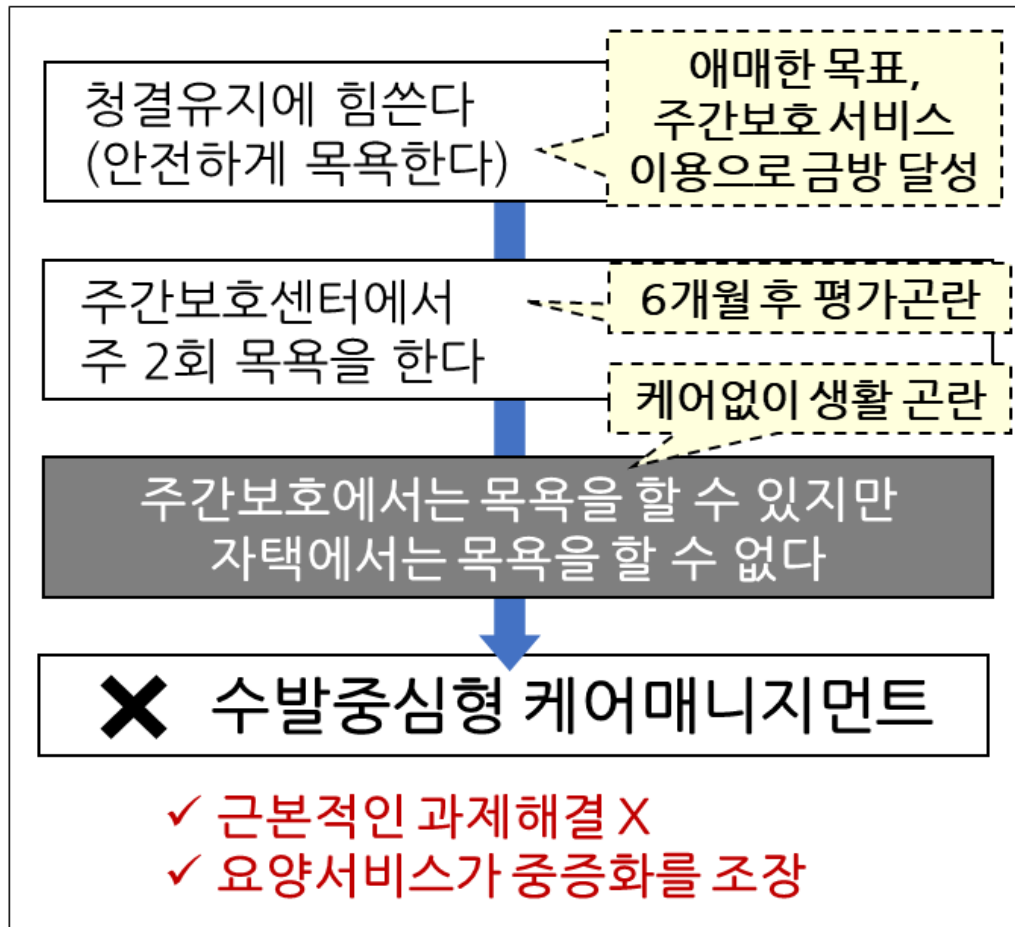 청결유지에 힘쓴다
(안전하게 목욕한다)
애매한 목표,
주간보호 서비스
이용으로 금방 달성
주간보호센터에서
주 2회 목욕을 한다
6개월 후 평가곤란
케어없이 생활 곤란
주간보호에서는 목욕을 할 수 있지만
자택에서는 목욕을 할 수 없다
✕ 수발중심형 케어매니지먼트
✓ 근본적인 과제해결 X
✓ 요양서비스가 중증화를 조장